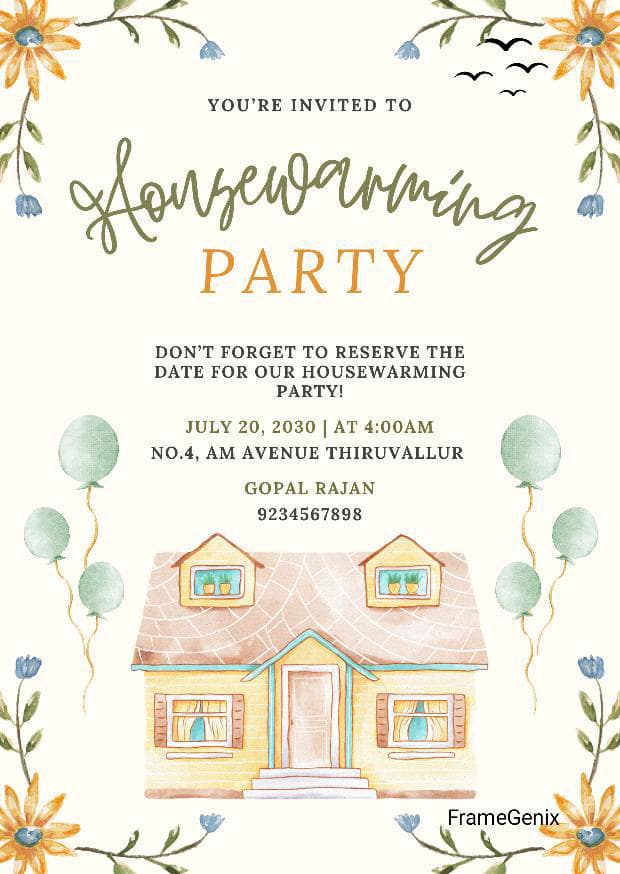 YOU'RE INVITED TO
Housewarming
PARTY
DON'T FORGET TO RESERVE THE
DATE FOR OUR HOUSEWARMING
PARTY!
JULY 20, 2030 | AT 4:00AM
NO.4, AM AVENUE THIRUVALLUR
GOPAL RAJAN
9234567898
FrameGenix